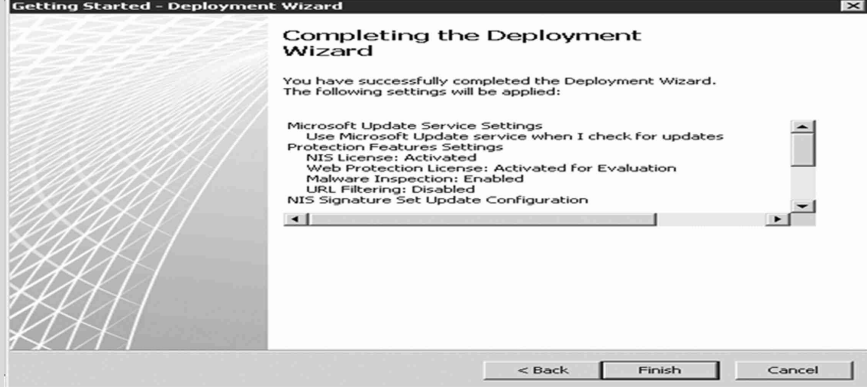 Getting Started - Deployment Wizard
Completing the Deployment
Wizard
You have successfully completed the Deployment Wizard.
The following settings will be applied:
Microsoft Update Service Settings
Use Microsoft Update service when I check for updates
Protection Features Settings
NIS License: Activated
Web Protection License: Activated for Evaluation
Malware Inspection: Enabled
URL Filtering: Disabled
NIS Signature Set Update Configuration
< Back
Finish
Cancel